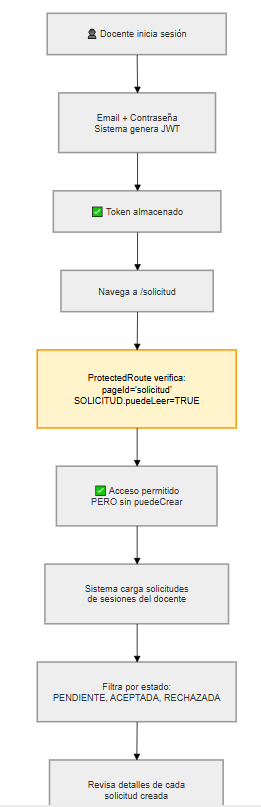 Docente inicia sesión
Email + Contraseña
Sistema genera JWT
✅ Token almacenado
Navega a /solicitud
ProtectedRoute verifica:
pageId='solicitud'
SOLICITUD.puedeLeer=TRUE
✅ Acceso permitido
PERO sin puedeCrear
Sistema carga solicitudes
de sesiones del docente
Filtra por estado:
PENDIENTE, ACEPTADA, RECHAZADA
Revisa detalles de cada
solicitud creada